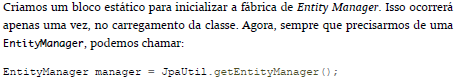 Criamos um bloco estático para inicializar a fábrica de Entity Manager. Isso ocorrerá
apenas uma vez, no carregamento da classe. Agora, sempre que precisarmos de uma
EntityManager, podemos chamar:
EntityManager manager = JpaUtil.getEntityManager();